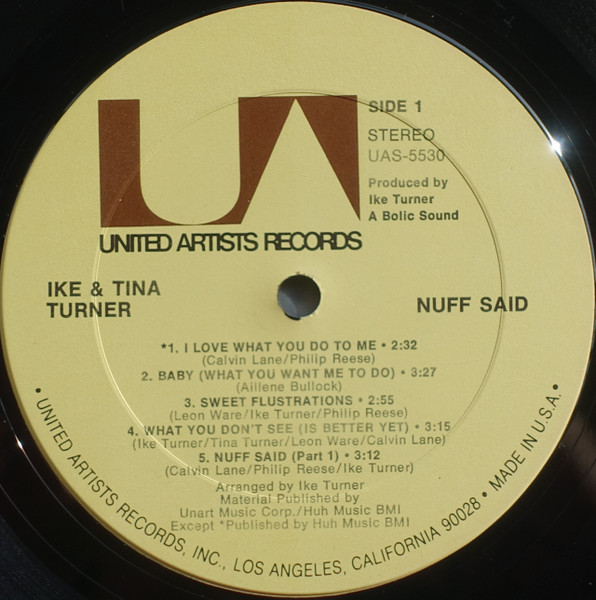 UA
SIDE 1
STEREO
UAS-5530
Produced by
Ike Turner
A Bolic Sound
UNITED ARTISTS RECORDS
IKE & TINA
TURNER
NUFF SAID
*1. I LOVE WHAT YOU DO TO ME • 2:32
(Calvin Lane/Philip Reese)
2. BABY (WHAT YOU WANT ME TO DO) • 3:27
(Aillene Bullock)
3. SWEET FLUSTRATIONS • 2:55
(Leon Ware/Ike Turner/Philip Reese)
4. WHAT YOU DON'T SEE (IS BETTER YET) • 3:15
(Ike Turner/Tina Turner/Leon Ware/Calvin Lane)
5. NUFF SAID (Part 1) • 3:12
(Calvin Lane/Philip Reese/Ike Turner)
Arranged by Ike Turner
Material Published by
Unart Music Corp./Huh Music BMI
Except *Published by Huh Music BMI
• UNITED ARTISTS RECORDS, INC., LOS ANGELES, CALIFORNIA 90028 • MADE IN U.S.A. •